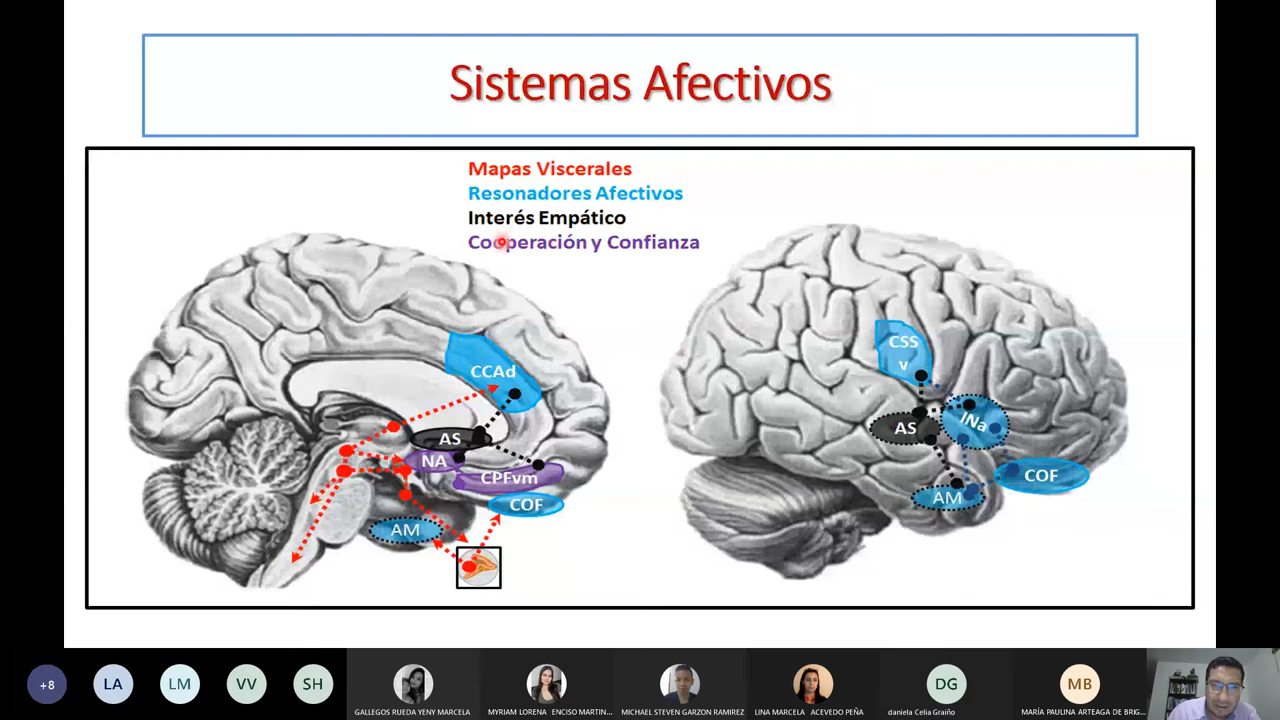 Sistemas Afectivos
Mapas Viscerales
Resonadores Afectivos
Interés Empático
Cooperación y Confianza
CCAd
AS
NA
CPFvm
COF
AM
CSS
v
AS
INa
COF
AM
+8
LA
LM
VV
SH
GALLEGOS RUEDA YENY MARCELA
MYRIAM LORENA ENCISO MARTIN...
MICHAEL STEVEN GARZON RAMIREZ
LINA MARCELA ACEVEDO PEÑA
DG
daniela Celia Graiño
MB
MARÍA PAULINA ARTEAGA DE BRIG...